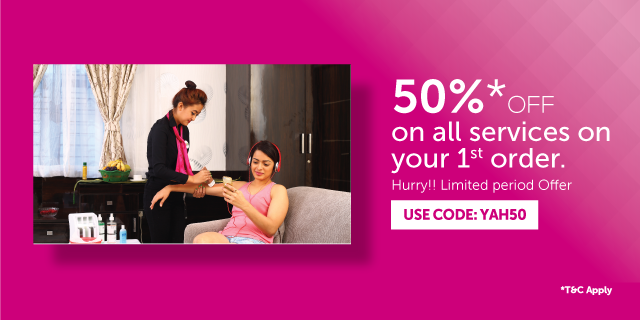 50%* OFF
on all services on
your 1st order.
Hurry!! Limited period Offer
USE CODE: YAH50
*T&C Apply